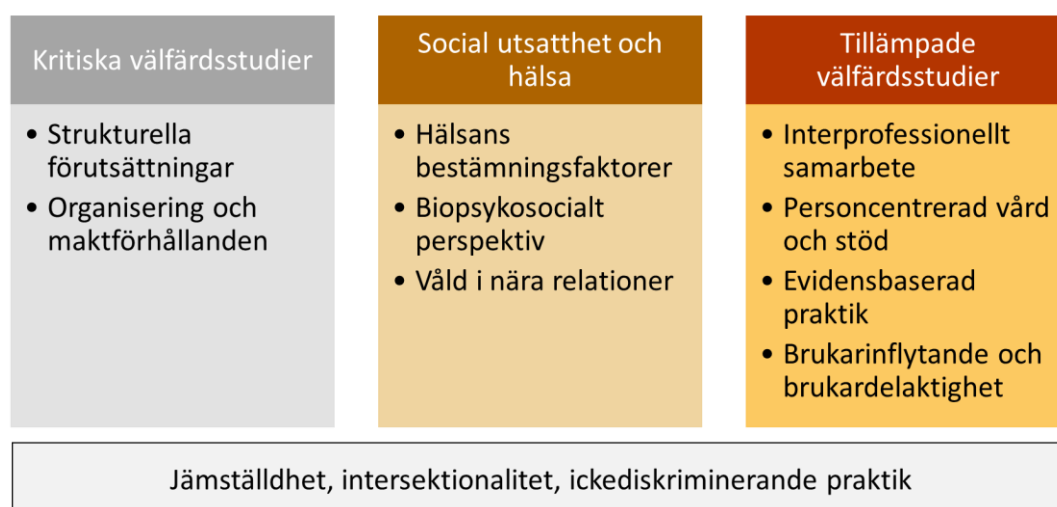 Kritiska välfärdsstudier
• Strukturella
förutsättningar
• Organisering och
maktförhållanden
Social utsatthet och
hälsa
• Hälsans
bestämningsfaktorer
• Biopsykosocialt
perspektiv
• Våld i nära relationer
Tillämpade
välfärdsstudier
• Interprofessionellt
samarbete
• Personcentrerad vård
och stöd
• Evidensbaserad
praktik
• Brukarinflytande och
brukardelaktighet
Jämställdhet, intersektionalitet, ickediskriminerande praktik